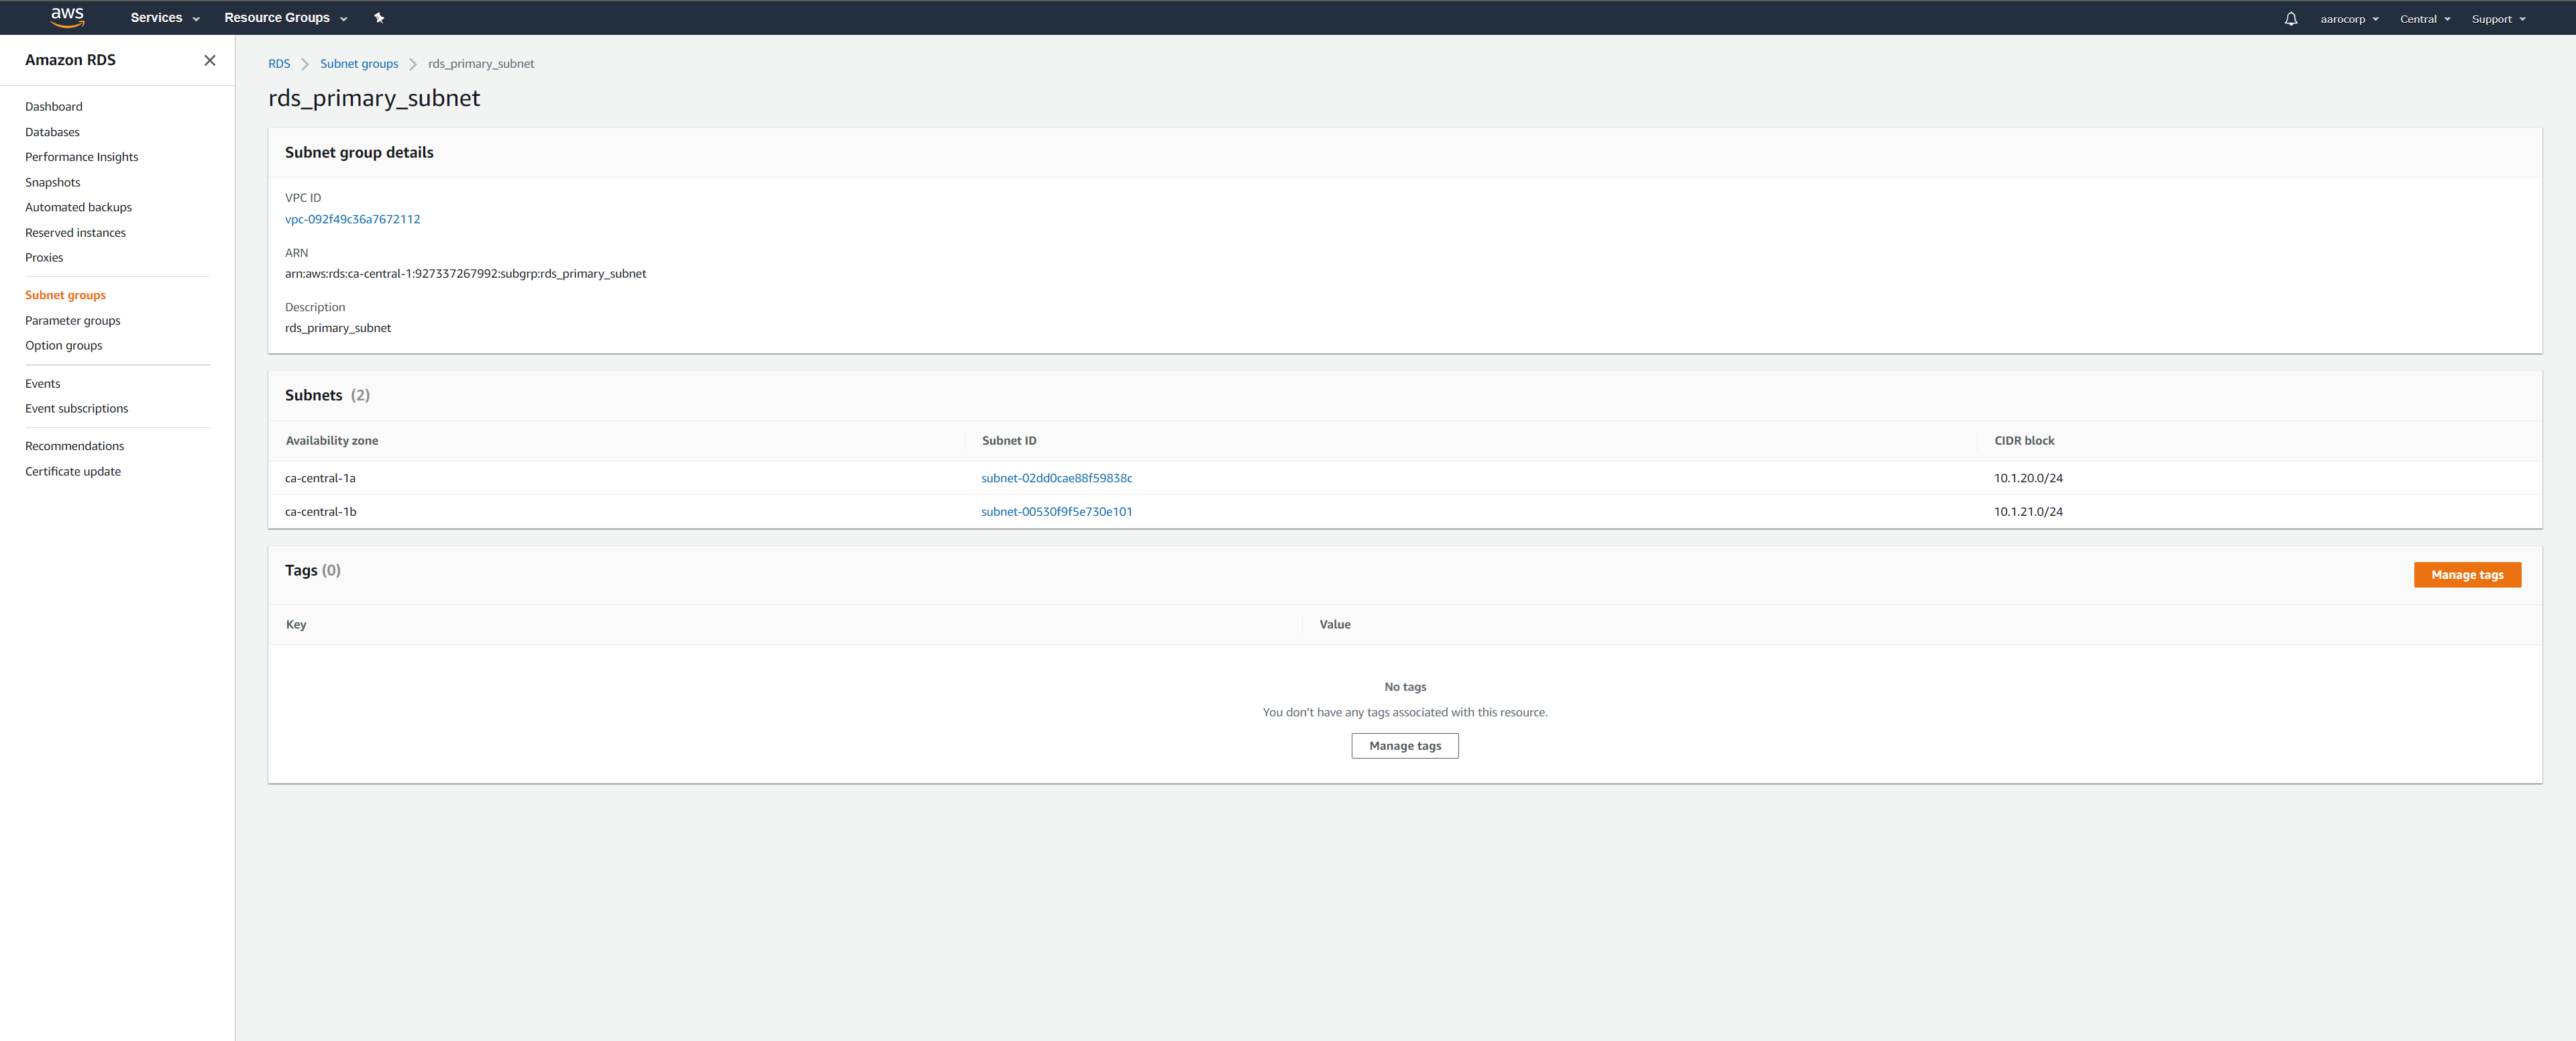 aws Services Resource Groups aarocorp Central Support
Amazon RDS
Dashboard
Databases
Performance Insights
Snapshots
Automated backups
Reserved instances
Proxies
Subnet groups
Parameter groups
Option groups
Events
Event subscriptions
Recommendations
Certificate update
RDS Subnet groups rds_primary_subnet
rds_primary_subnet
Subnet group details
VPC ID
vpc-092f49c36a7672112
ARN
arn:aws:rds:ca-central-1:927337267992:subgrp:rds_primary_subnet
Description
rds_primary_subnet
Subnets (2)
Availability zone Subnet ID CIDR block
ca-central-1a subnet-02dd0cae88f59838c 10.1.20.0/24
ca-central-1b subnet-00530f9f5e730e101 10.1.21.0/24
Tags (0) Manage tags
Key Value
No tags
You don't have any tags associated with this resource.
Manage tags